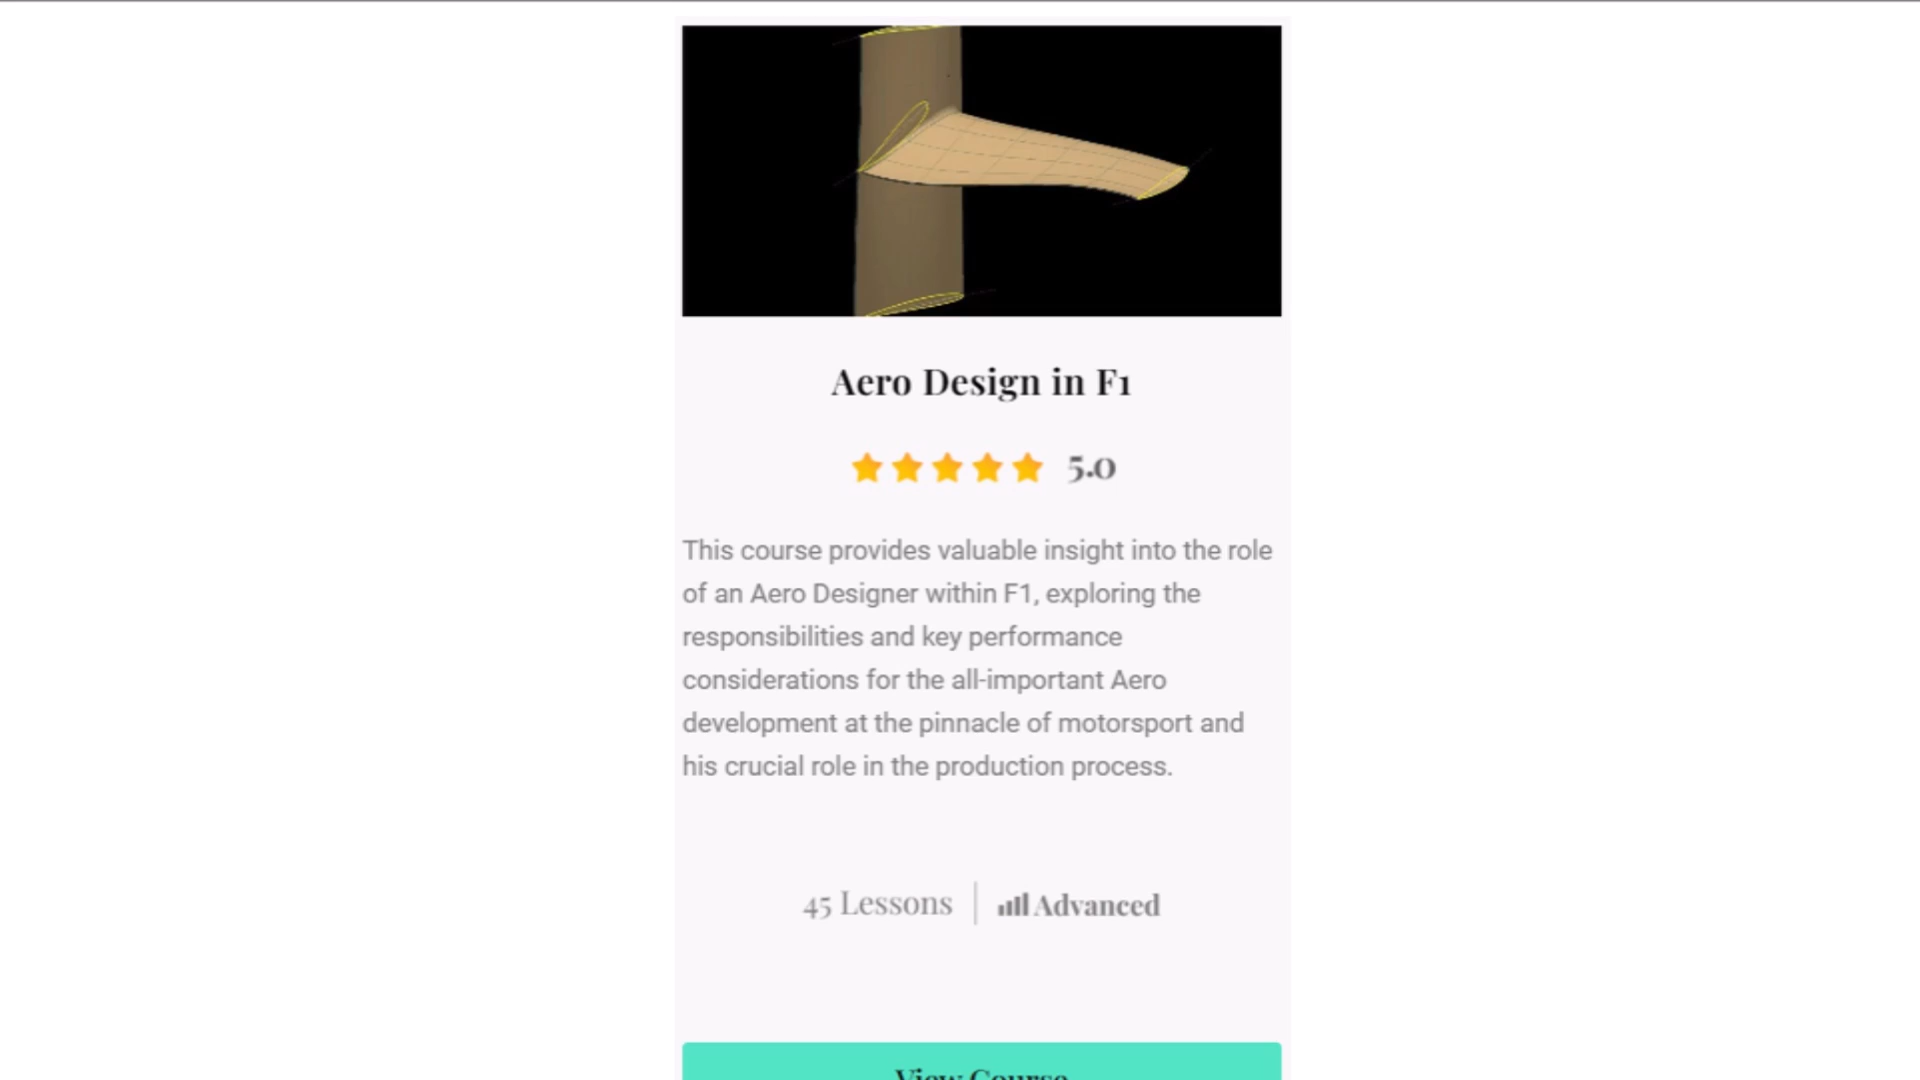 Aero Design in F1
5.0
This course provides valuable insight into the role
of an Aero Designer within F1, exploring the
responsibilities and key performance
considerations for the all-important Aero
development at the pinnacle of motorsport and
his crucial role in the production process.
45 Lessons
Advanced
View Course